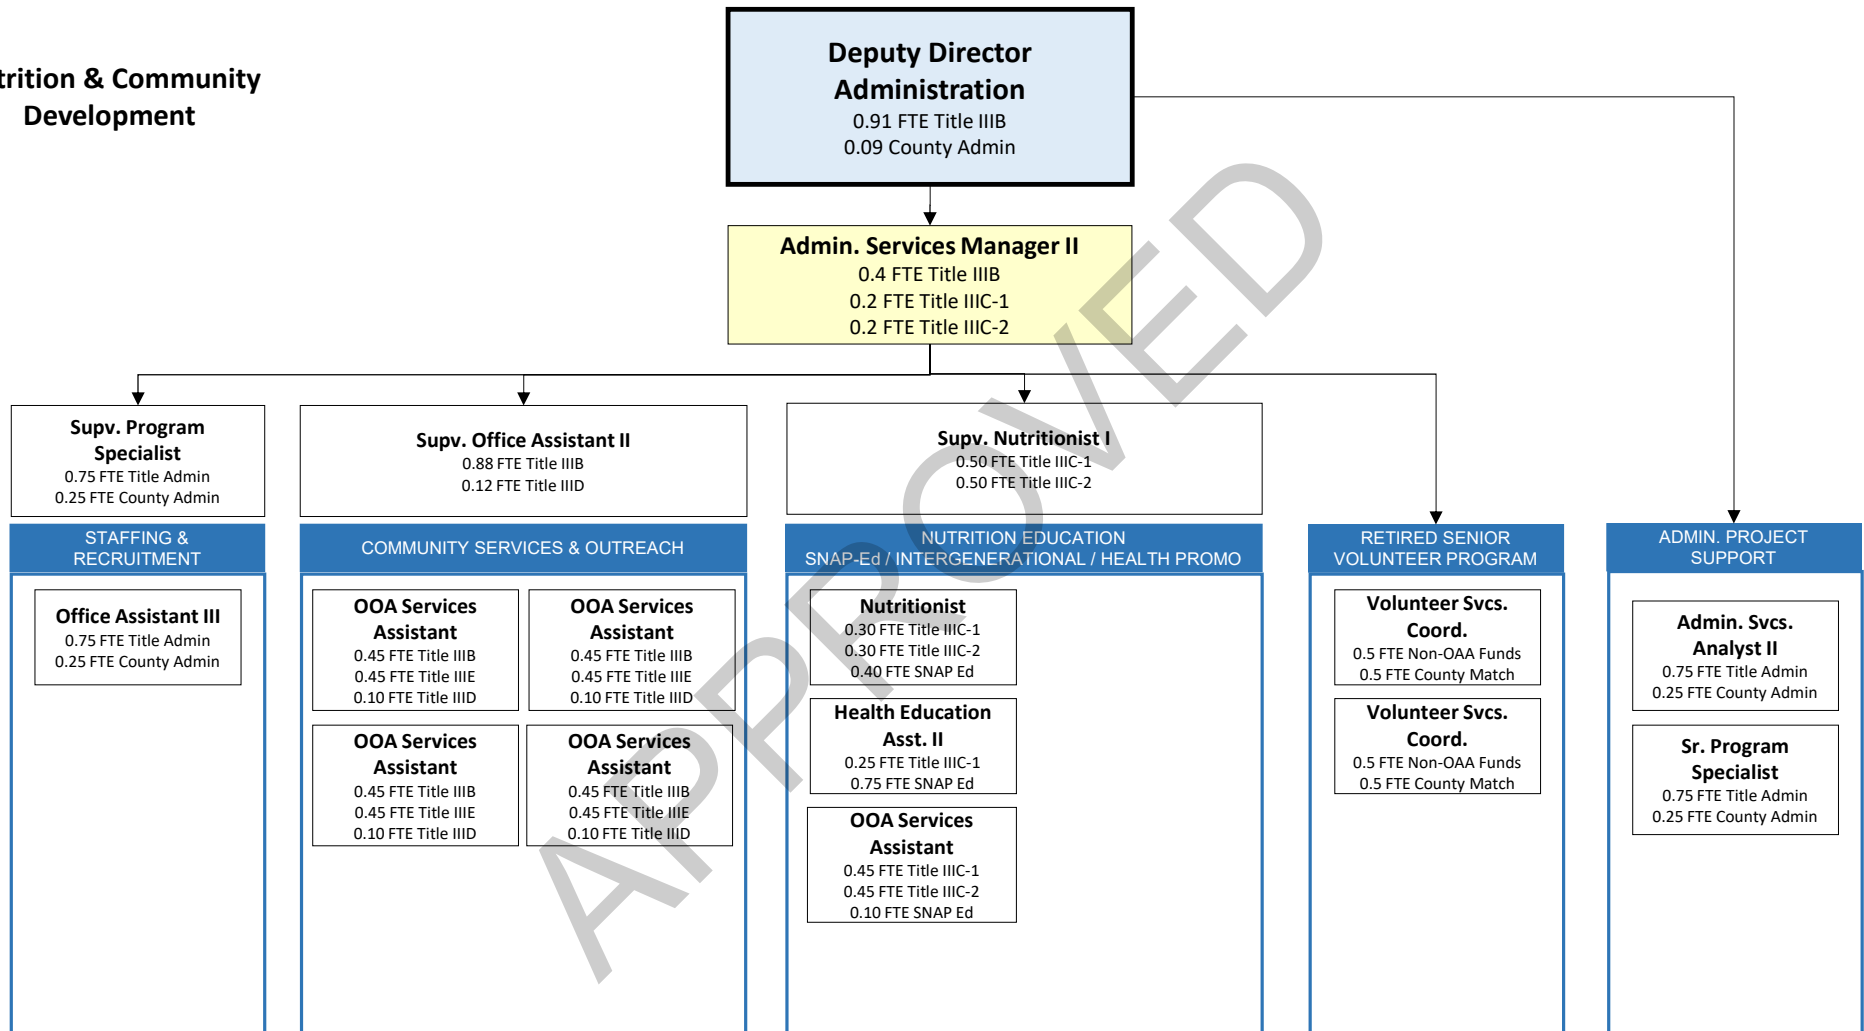 trition & Community
Development
Deputy Director
Administration
0.91 FTE Title IIIB
0.09 County Admin
Admin. Services Manager II
0.4 FTE Title IIIB
0.2 FTE Title IIIC-1
0.2 FTE Title IIIC-2
Supv. Program
Specialist
0.75 FTE Title Admin
0.25 FTE County Admin
STAFFING &
RECRUITMENT
Office Assistant III
0.75 FTE Title Admin
0.25 FTE County Admin
Supv. Office Assistant II
0.88 FTE Title IIIB
0.12 FTE Title IIID
COMMUNITY SERVICES & OUTREACH
OOA Services
Assistant
0.45 FTE Title IIIB
0.45 FTE Title IIIE
0.10 FTE Title IIID
OOA Services
Assistant
0.45 FTE Title IIIB
0.45 FTE Title IIIE
0.10 FTE Title IIID
OOA Services
Assistant
0.45 FTE Title IIIB
0.45 FTE Title IIIE
0.10 FTE Title IIID
OOA Services
Assistant
0.45 FTE Title IIIB
0.45 FTE Title IIIE
0.10 FTE Title IIID
Supv. Nutritionist I
0.50 FTE Title IIIC-1
0.50 FTE Title IIIC-2
NUTRITION EDUCATION
SNAP-Ed / INTERGENERATIONAL / HEALTH PROMO
Nutritionist
0.30 FTE Title IIIC-1
0.30 FTE Title IIIC-2
0.40 FTE SNAP Ed
Health Education
Asst. II
0.25 FTE Title IIIC-1
0.75 FTE SNAP Ed
OOA Services
Assistant
0.45 FTE Title IIIC-1
0.45 FTE Title IIIC-2
0.10 FTE SNAP Ed
RETIRED SENIOR
VOLUNTEER PROGRAM
Volunteer Svcs.
Coord.
0.5 FTE Non-OAA Funds
0.5 FTE County Match
Volunteer Svcs.
Coord.
0.5 FTE Non-OAA Funds
0.5 FTE County Match
ADMIN. PROJECT
SUPPORT
Admin. Svcs.
Analyst II
0.75 FTE Title Admin
0.25 FTE County Admin
Sr. Program
Specialist
0.75 FTE Title Admin
0.25 FTE County Admin
APPROVED